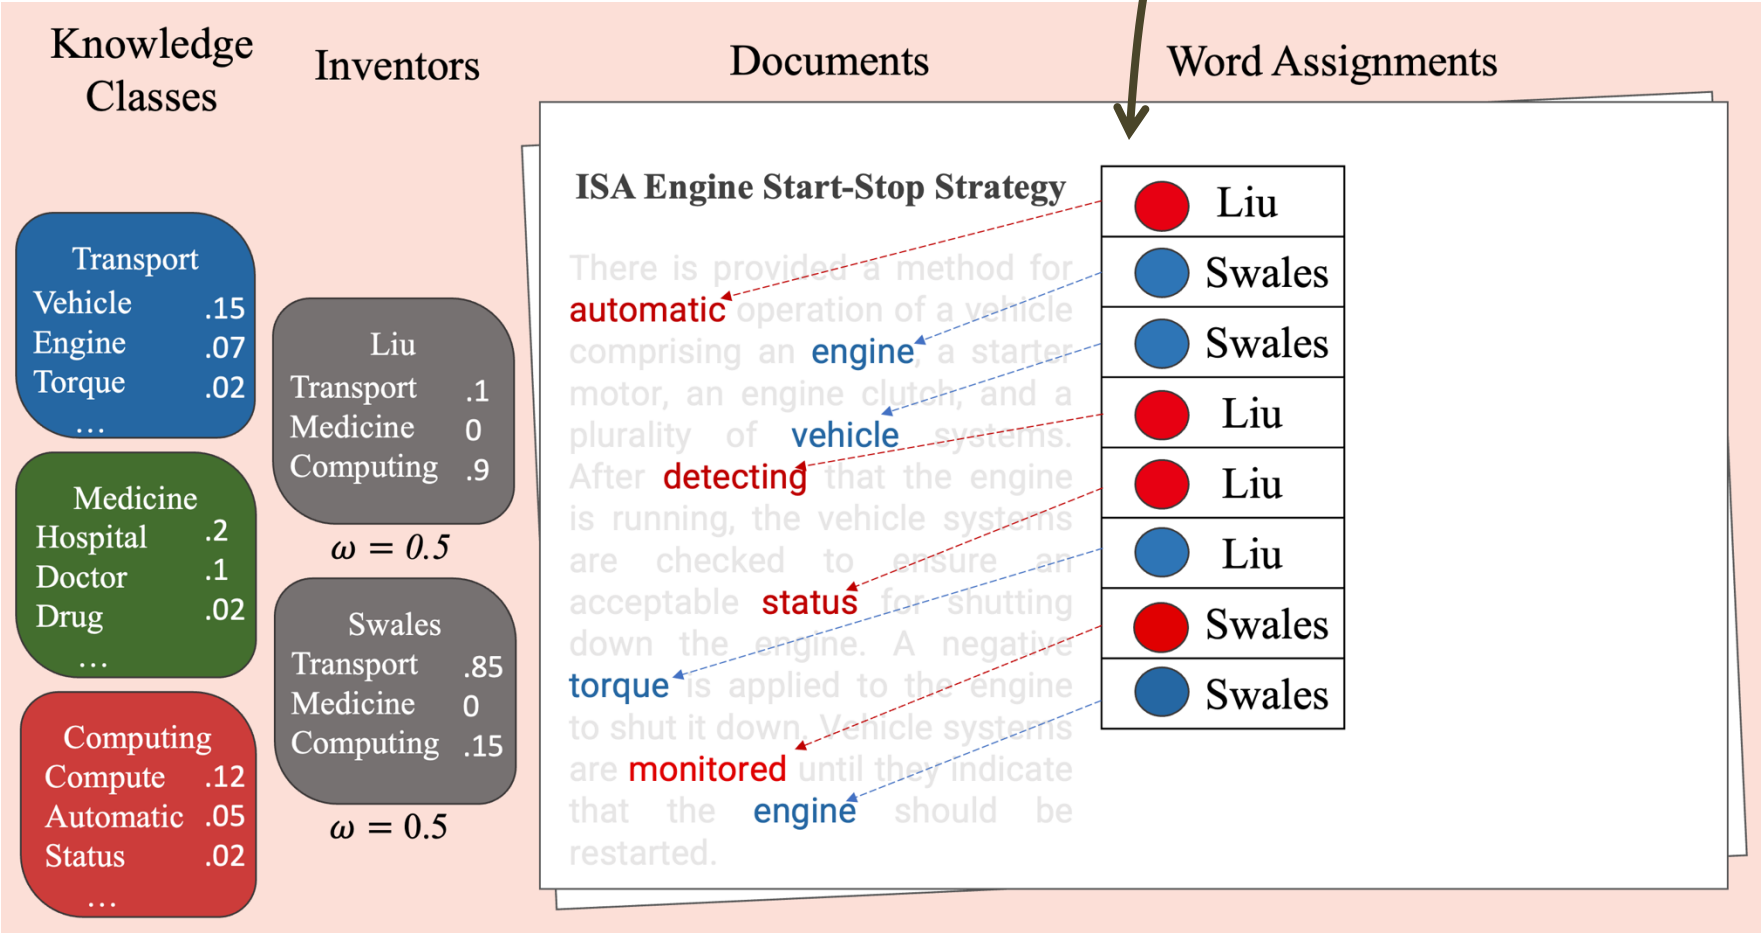 Knowledge
Classes
Inventors
Documents
Word Assignments
Transport
Vehicle .15
Engine .07
Torque .02
...
Medicine
Hospital .2
Doctor .1
Drug .02
...
Computing
Compute .12
Automatic .05
Status .02
...
Liu
Transport .1
Medicine 0
Computing .9
ω = 0.5
Swales
Transport .85
Medicine 0
Computing .15
ω = 0.5
ISA Engine Start-Stop Strategy
There is provided a method for
automatic operation of a vehicle
comprising an engine, a starter
motor, an engine clutch, and a
plurality of vehicle systems.
After detecting that the engine
is running, the vehicle systems
are checked to ensure an
acceptable status for shutting
down the engine. A negative
torque is applied to the engine
to shut it down. Vehicle systems
are monitored until they indicate
that the engine should be
restarted.
Liu
Swales
Swales
Liu
Liu
Liu
Swales
Swales